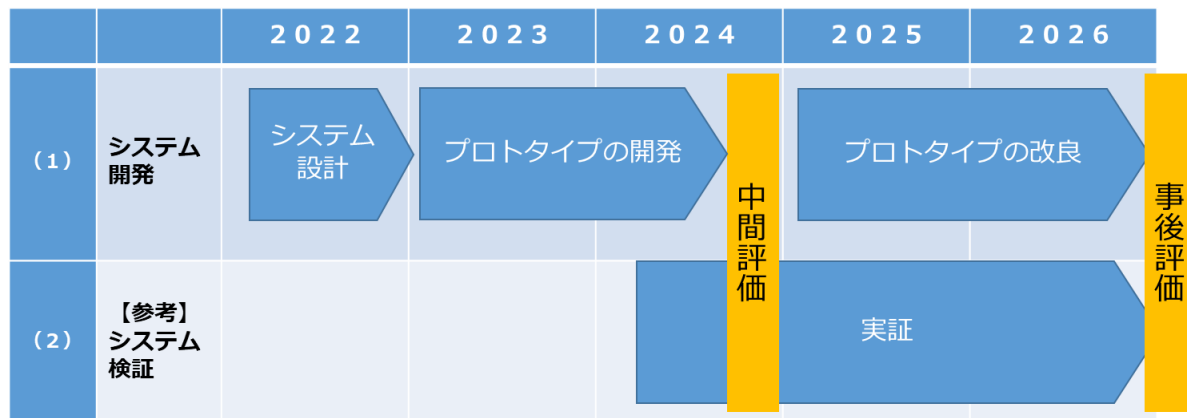 ２０２２ ２０２３ ２０２４ ２０２５ ２０２６
（１）
システム
開発
システム
設計
プロトタイプの開発
プロトタイプの改良
中間評価
事後評価
（２）
【参考】
システム
検証
実証